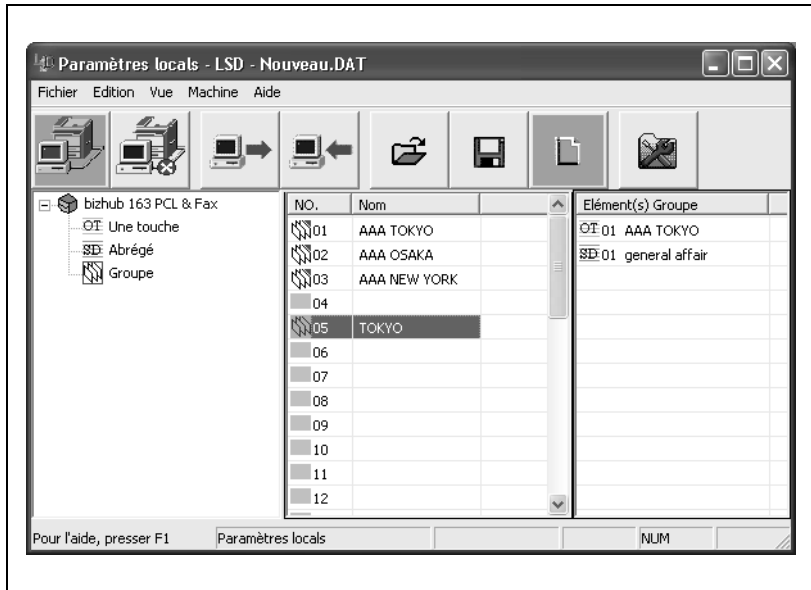 Paramètres locals - LSD - Nouveau.DAT
Fichier Edition Vue Machine Aide
bizhub 163 PCL & Fax
OT Une touche
SD Abrégé
Groupe
NO. Nom
01 AAA TOKYO
02 AAA OSAKA
03 AAA NEW YORK
04
05 TOKYO
06
07
08
09
10
11
12
Elément(s) Groupe
OT 01 AAA TOKYO
SD 01 general affair
Pour l'aide, presser F1 Paramètres locals NUM